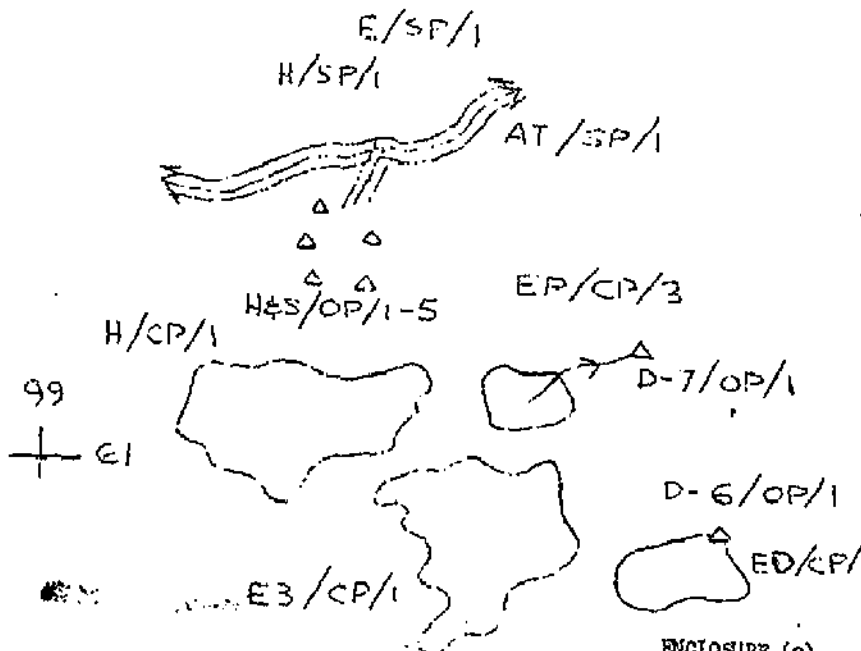 E/SP/1
H/SP/1
AT/SP/1
EP/CP/3
H&S/OP/1-5
H/CP/1
D-7/OP/1
99
61
D-6/OP/1
ED/CP/
E3/CP/1
ENCLOSURE